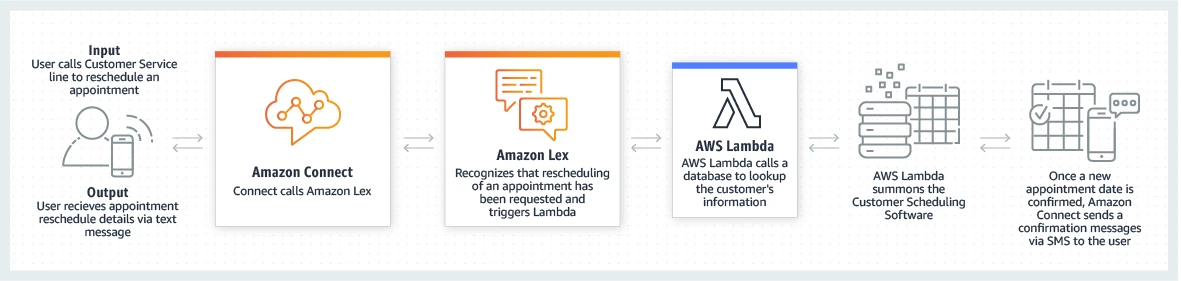 Input
User calls Customer Service
line to reschedule an
appointment
Output
User recieves appointment
reschedule details via text
message
Amazon Connect
Connect calls Amazon Lex
Amazon Lex
Recognizes that rescheduling
of an appointment has
been requested and
triggers Lambda
AWS Lambda
AWS Lambda calls a
database to lookup
the customer's
information
AWS Lambda
summons the
Customer Scheduling
Software
Once a new
appointment date is
confirmed, Amazon
Connect sends a
confirmation messages
via SMS to the user